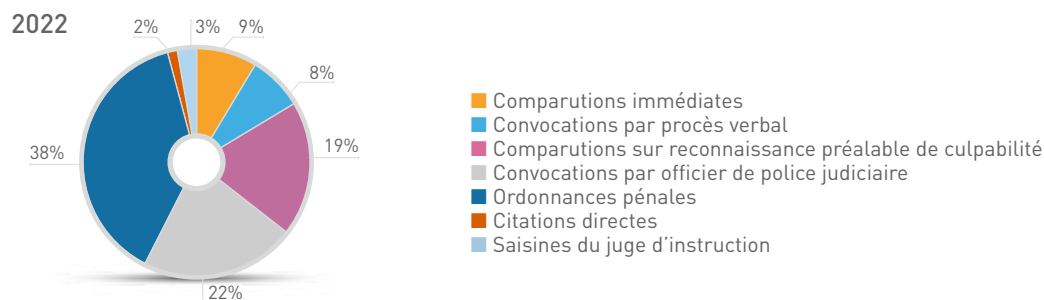 2022
2%
3%
9%
8%
19%
38%
22%
Comparutions immédiates
Convocations par procès verbal
Comparutions sur reconnaissance préalable de culpabilité
Convocations par officier de police judiciaire
Ordonnances pénales
Citations directes
Saisines du juge d’instruction